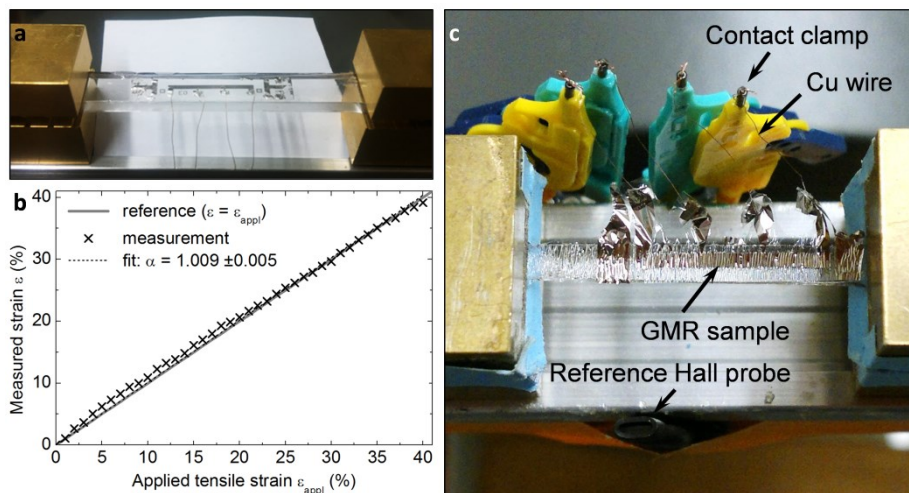 a
b
40
30
20
10
0
reference (ε = εappl)
measurement
fit: α = 1.009 ±0.005
Measured strain ε (%)
0 5 10 15 20 25 30 35 40
Applied tensile strain εappl (%)
c
Contact clamp
Cu wire
GMR sample
Reference Hall probe